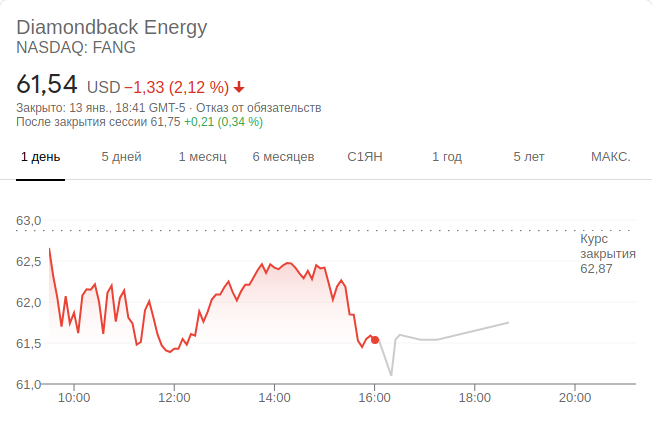 Diamondback Energy
NASDAQ: FANG
61,54 USD −1,33 (2,12 %)
Закрыто: 13 янв., 18:41 GMT-5 · Отказ от обязательств
После закрытия сессии 61,75 +0,21 (0,34 %)
1 день 5 дней 1 месяц 6 месяцев С1ЯН 1 год 5 лет МАКС.
63,0
Курс
закрытия
62,87
62,5
62,0
61,5
61,0
10:00 12:00 14:00 16:00 18:00 20:00